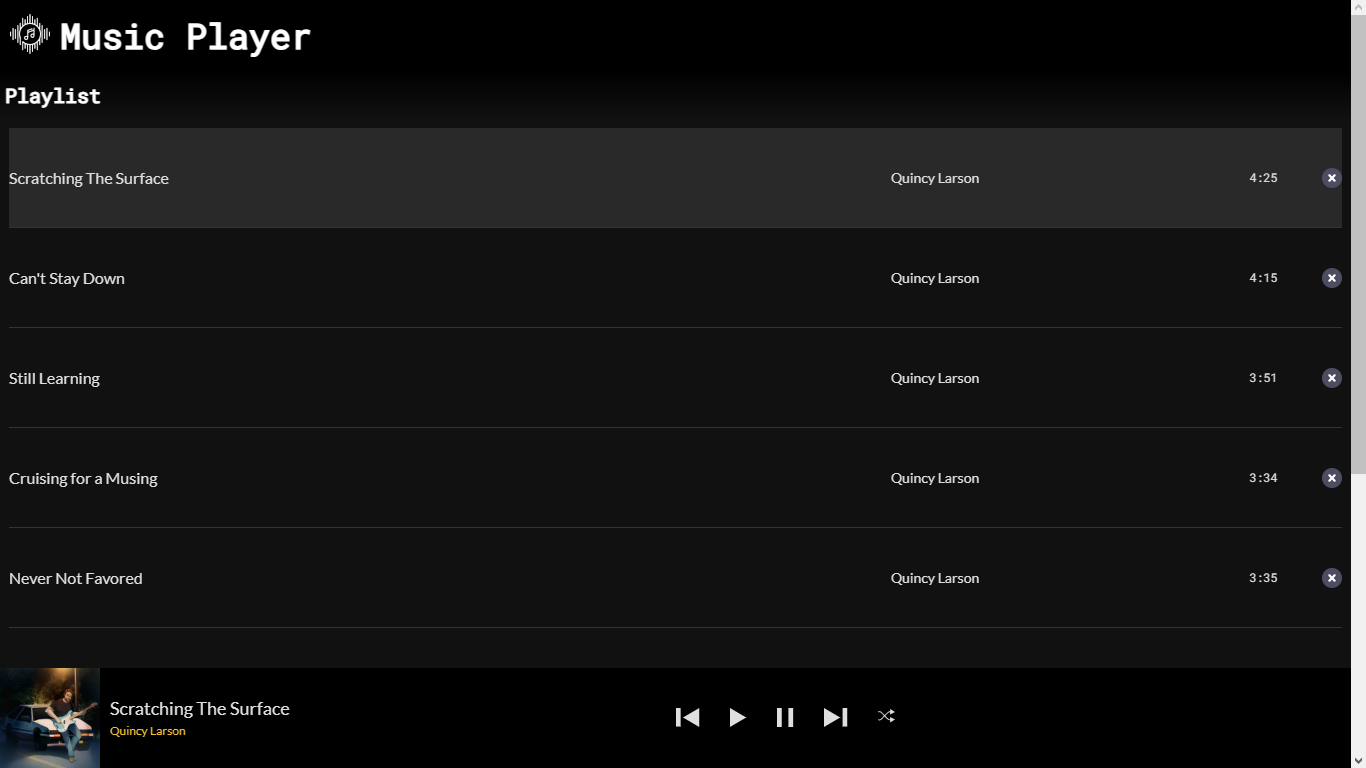 Music Player
Playlist
Scratching The Surface Quincy Larson 4:25
Can't Stay Down Quincy Larson 4:15
Still Learning Quincy Larson 3:51
Cruising for a Musing Quincy Larson 3:34
Never Not Favored Quincy Larson 3:35
Scratching The Surface
Quincy Larson